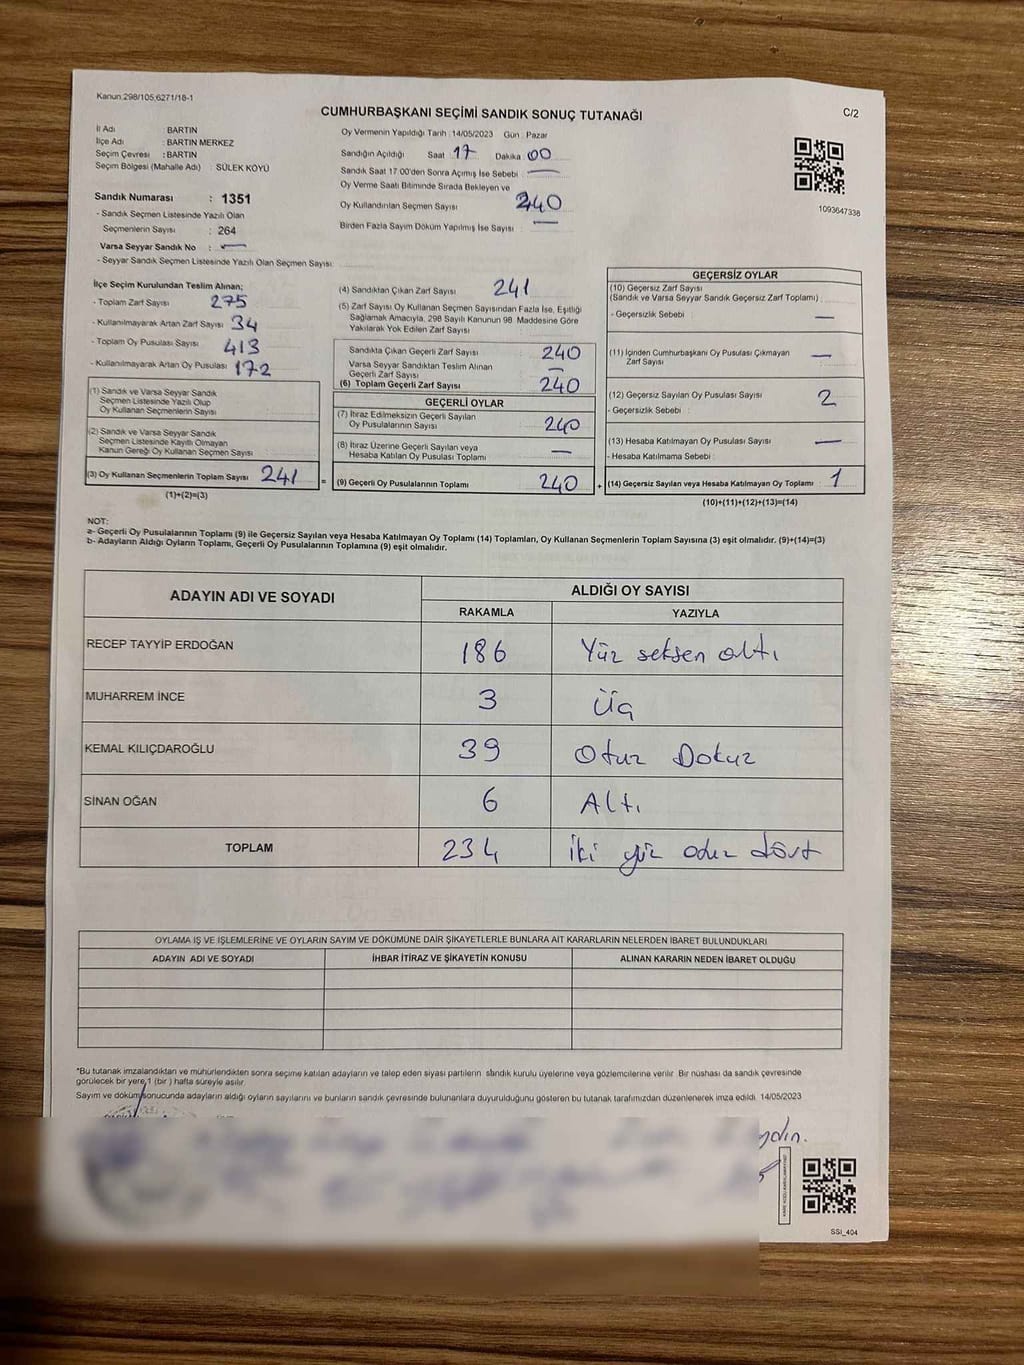 Kanun 298/105,6271/18-1
CUMHURBAŞKANI SEÇİMİ SANDIK SONUÇ TUTANAĞI
C/2
İl Adı BARTIN
İlçe Adı : BARTIN MERKEZ
Seçim Çevresi : BARTIN
Seçim Bölgesi (Mahalle Adı) : SÜLEK KÖYÜ
Sandık Numarası : 1351
- Sandık Seçmen Listesinde Yazılı Olan
Seçmenlerin Sayısı : 264
Varsa Seyyar Sandık No : —
- Seyyar Sandık Seçmen Listesinde Yazılı Olan Seçmen Sayısı:
Oy Vermenin Yapıldığı Tarih : 14/05/2023 Gün : Pazar
Sandığın Açıldığı Saat 17 Dakika 00
Sandık Saat 17:00'den Sonra Açımış İse Sebebi : —
Oy Verme Saati Bitiminde Sırada Bekleyen ve
Oy Kullandırılan Seçmen Sayısı 240
Birden Fazla Sayım Döküm Yapılmış İse Sayısı : —
1093647338
İlçe Seçim Kurulundan Teslim Alınan;
- Toplam Zarf Sayısı 275
- Kullanılmayarak Artan Zarf Sayısı 34
- Toplam Oy Pusulası Sayısı 413
- Kullanılmayarak Artan Oy Pusulası 172
(1) Sandık ve Varsa Seyyar Sandık
Seçmen Listesinde Yazılı Olup
Oy Kullanan Seçmenlerin Sayısı :
(2) Sandık ve Varsa Seyyar Sandık
Seçmen Listesinde Kayıtlı Olmayan
Kanun Gereği Oy Kullanan Seçmen Sayısı :
(3) Oy Kullanan Seçmenlerin Toplam Sayısı 241 =
(1)+(2)=(3)
(4) Sandıktan Çıkan Zarf Sayısı 241
(5) Zarf Sayısı Oy Kullanan Seçmen Sayısından Fazla İse, Eşitliği
Sağlamak Amacıyla, 298 Sayılı Kanunun 98. Maddesine Göre
Yakılarak Yok Edilen Zarf Sayısı :
Sandıkta Çıkan Geçerli Zarf Sayısı 240
Varsa Seyyar Sandıktan Teslim Alınan
Geçerli Zarf Sayısı —
(6) Toplam Geçerli Zarf Sayısı 240
GEÇERLİ OYLAR
(7) İtiraz Edilmeksizin Geçerli Sayılan
Oy Pusulalarının Sayısı : 240
(8) İtiraz Üzerine Geçerli Sayılan veya
Hesaba Katılan Oy Pusulası Toplamı —
(9) Geçerli Oy Pusulalarının Toplamı 240 +
GEÇERSİZ OYLAR
(10) Geçersiz Zarf Sayısı
(Sandık ve Varsa Seyyar Sandık Geçersiz Zarf Toplamı) :
- Geçersizlik Sebebi : —
(11) İçinden Cumhurbaşkanı Oy Pusulası Çıkmayan
Zarf Sayısı : —
(12) Geçersiz Sayılan Oy Pusulası Sayısı : 2
- Geçersizlik Sebebi :
(13) Hesaba Katılmayan Oy Pusulası Sayısı : —
- Hesaba Katılmama Sebebi :
(14) Geçersiz Sayılan veya Hesaba Katılmayan Oy Toplamı : 1
(10)+(11)+(12)+(13)=(14)
NOT:
a- Geçerli Oy Pusulalarının Toplamı (9) ile Geçersiz Sayılan veya Hesaba Katılmayan Oy Toplamı (14) Toplamları, Oy Kullanan Seçmenlerin Toplam Sayısına (3) eşit olmalıdır. (9)+(14)=(3)
b- Adayların Aldığı Oyların Toplamı, Geçerli Oy Pusulalarının Toplamına (9) eşit olmalıdır.
ADAYIN ADI VE SOYADI ALDIĞI OY SAYISI
RAKAMLA YAZIYLA
RECEP TAYYİP ERDOĞAN 186 Yüz seksen altı
MUHARREM İNCE 3 Üç
KEMAL KILIÇDAROĞLU 39 Otuz Dokuz
SİNAN OĞAN 6 Altı
TOPLAM 234 İki yüz oduz dört
OYLAMA İŞ VE İŞLEMLERİNE VE OYLARIN SAYIM VE DÖKÜMÜNE DAİR ŞİKAYETLERLE BUNLARA AİT KARARLARIN NELERDEN İBARET BULUNDUKLARI
ADAYIN ADI VE SOYADI İHBAR İTİRAZ VE ŞİKAYETİN KONUSU ALINAN KARARIN NEDEN İBARET OLDUĞU
*Bu tutanak imzalandıktan ve mühürlendikten sonra seçime katılan adayların ve talep eden siyasi partilerin sandık kurulu üyelerine veya gözlemcilerine verilir. Bir nüshası da sandık çevresinde
görülecek bir yere 1 (bir ) hafta süreyle asılır.
Sayım ve döküm sonucunda adayların aldığı oyların sayılarını ve bunların sandık çevresinde bulunanlara duyurulduğunu gösteren bu tutanak tarafımızdan düzenlenerek imza edildi. 14/05/2023
SSI_404